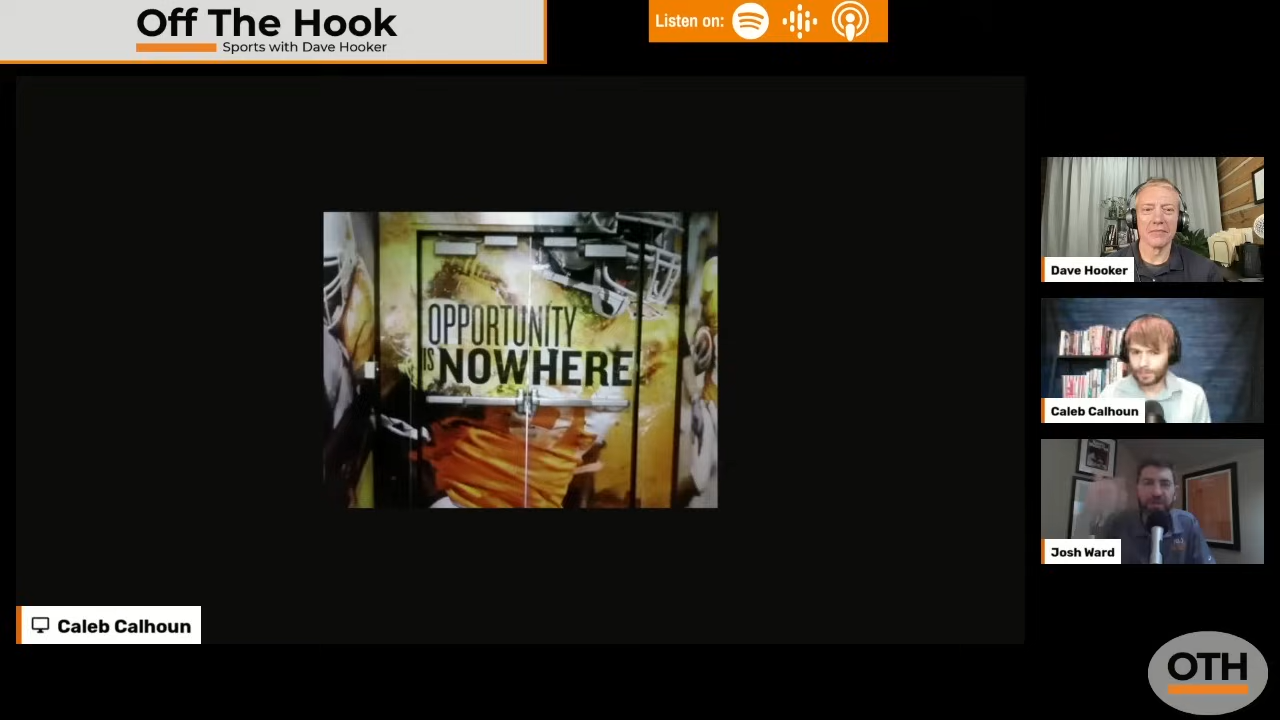 Off The Hook
Sports with Dave Hooker
Listen on:
OPPORTUNITY
IS NOWHERE
Dave Hooker
Caleb Calhoun
Josh Ward
Caleb Calhoun
OTH